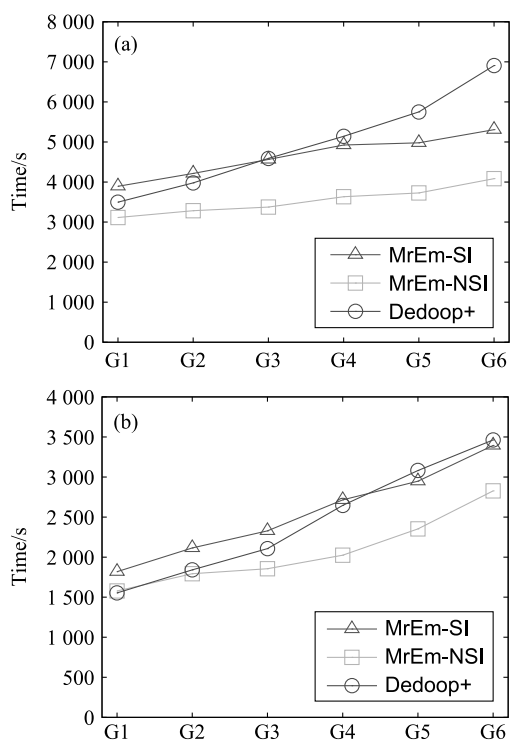 (a)
8 000
7 000
6 000
5 000
4 000
3 000
2 000
1 000
0
Time/s
MrEm-SI
MrEm-NSI
Dedoop+
G1 G2 G3 G4 G5 G6
(b)
4 000
3 500
3 000
2 500
2 000
1 500
1 000
500
0
Time/s
MrEm-SI
MrEm-NSI
Dedoop+
G1 G2 G3 G4 G5 G6